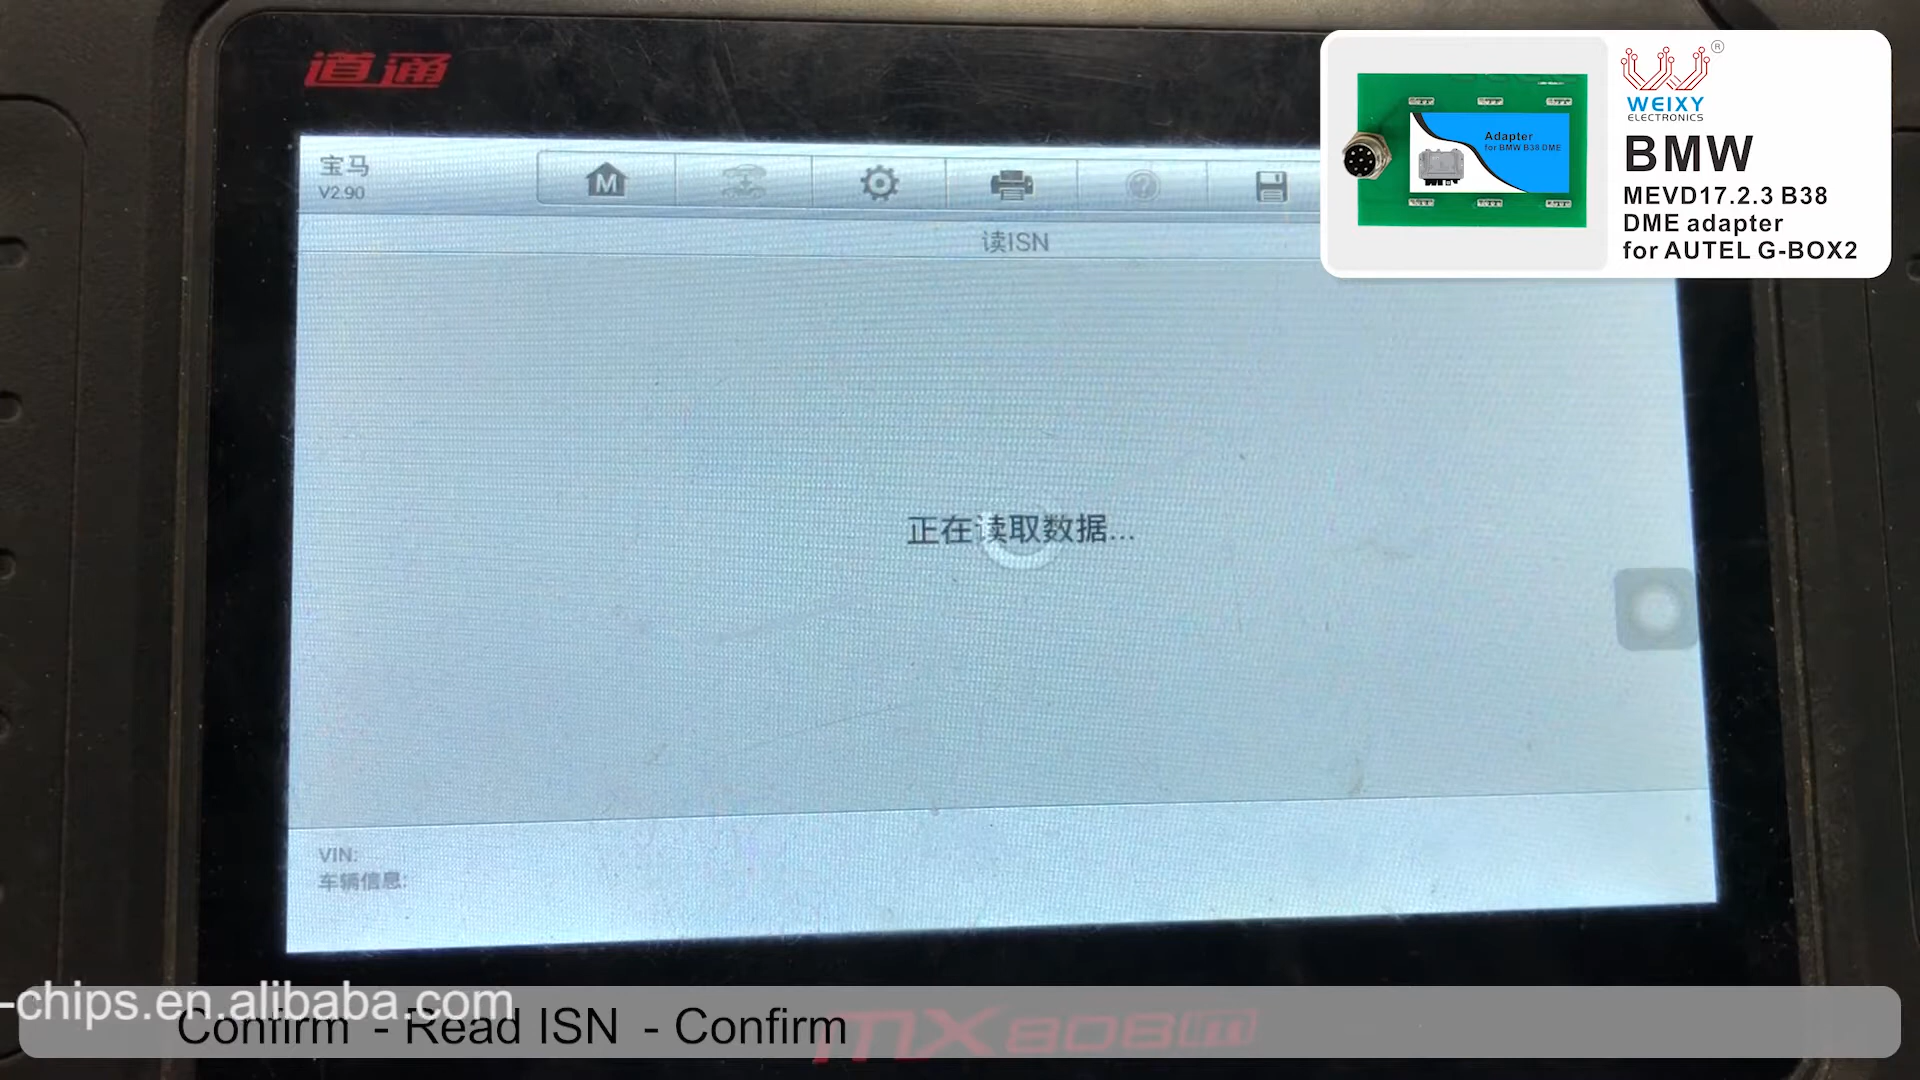 道通
宝马
V2.90
M
读ISN
正在读取数据...
VIN:
车辆信息:
WEIXY
ELECTRONICS
®
Adapter
for BMW B38 DME
BMW
MEVD17.2.3 B38
DME adapter
for AUTEL G-BOX2
-chips.en.alibaba.com
Confirm - Read ISN - Confirm
MX808IM